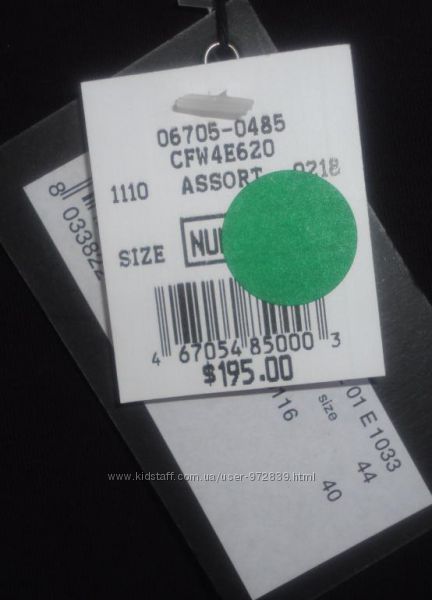 06705-0485
CFW4E620
1110 ASSORT 0218
SIZE NU
4 67054 85000 3
$195.00
8 033822
116
01 E 1033
size 44
40
www.kidstaff.com.ua/user-972839.html